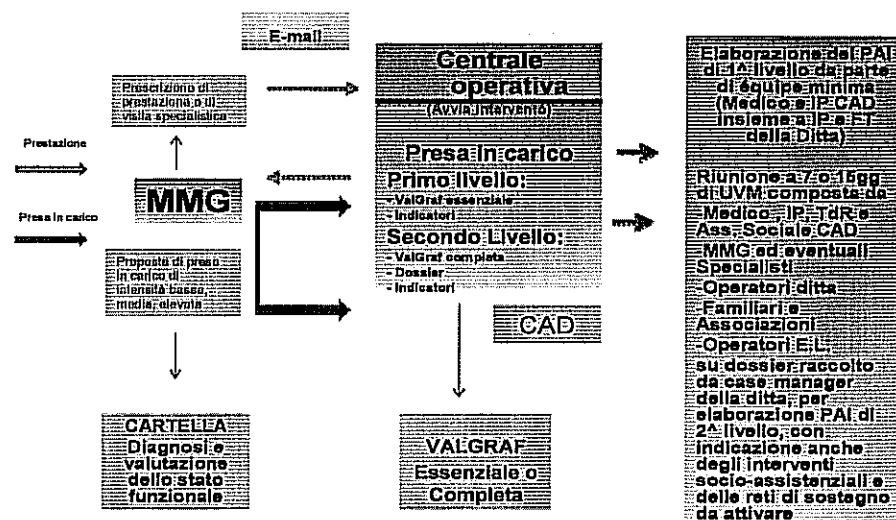 E-mail
Prescrizione di
prestazione o di
visita specialistica
Prestazione
MMG
Presa in carico
Proposta di presa
in carico di
intensità bassa,
media, elevata
CARTELLA
Diagnosi e
valutazione
dello stato
funzionale
Centrale
operativa
(Avvia intervento)
Presa in carico
Primo livello:
- ValGraf essenziale
- Indicatori
Secondo Livello:
- ValGraf completa
- Dossier
- Indicatori
CAD
VALGRAF
Essenziale o
Completa
Elaborazione del PAI
di 1^ livello da parte
di équipe minima
(Medico e IP CAD
insieme a IP e FT
della Ditta)
Riunione a 7 o 15gg
di UVM composta da
-Medico, IP, TdR e
Ass. Sociale CAD
-MMG ed eventuali
Specialisti
-Operatori ditta
-Familiari e
Associazioni
-Operatori E.L.
su dossier raccolto
da case manager
della ditta, per
elaborazione PAI di
2^ livello, con
indicazione anche
degli interventi
socio-assistenziali e
delle reti di sostegno
da attivare